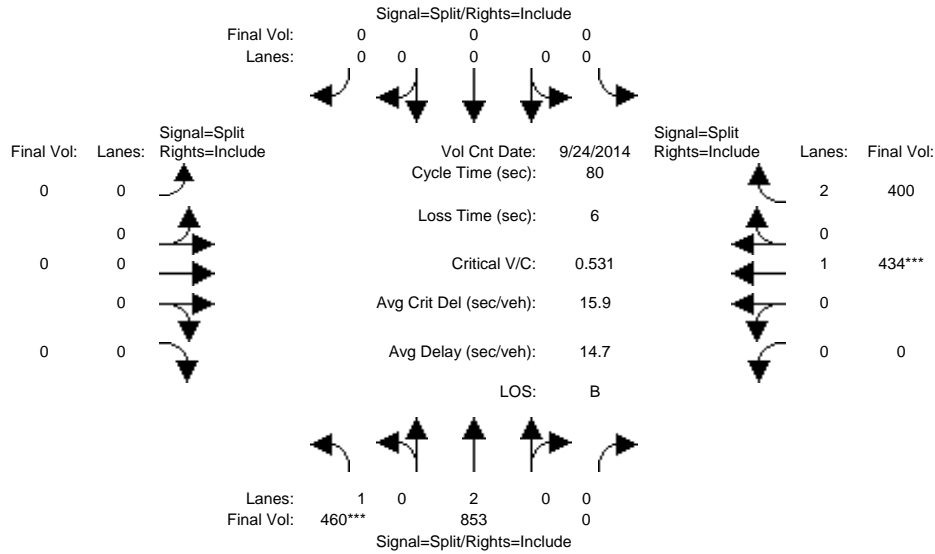 Signal=Split/Rights=Include
Final Vol: 0 0 0
Lanes: 0 0 0 0 0
Signal=Split Signal=Split
Final Vol: Lanes: Rights=Include Vol Cnt Date: 9/24/2014 Rights=Include Lanes: Final Vol:
Cycle Time (sec): 80
0 0 2 400
Loss Time (sec): 6
0 0
0 0 Critical V/C: 0.531 1 434***
0 Avg Crit Del (sec/veh): 15.9 0
0 0 Avg Delay (sec/veh): 14.7 0 0
LOS: B
Lanes: 1 0 2 0 0
Final Vol: 460*** 853 0
Signal=Split/Rights=Include